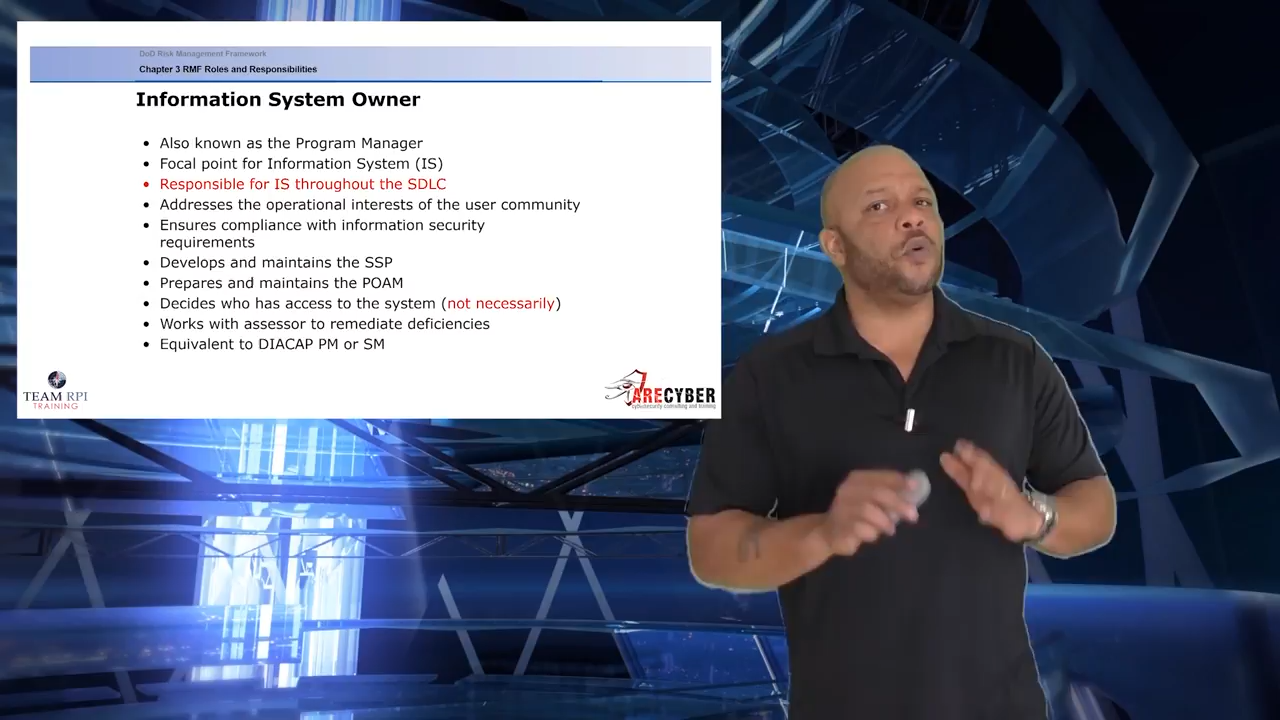 DoD Risk Management Framework
Chapter 3 RMF Roles and Responsibilities
Information System Owner
• Also known as the Program Manager
• Focal point for Information System (IS)
• Responsible for IS throughout the SDLC
• Addresses the operational interests of the user community
• Ensures compliance with information security
requirements
• Develops and maintains the SSP
• Prepares and maintains the POAM
• Decides who has access to the system (not necessarily)
• Works with assessor to remediate deficiencies
• Equivalent to DIACAP PM or SM
TEAM RPI
TRAINING
ARECYBER
cybersecurity consulting and training